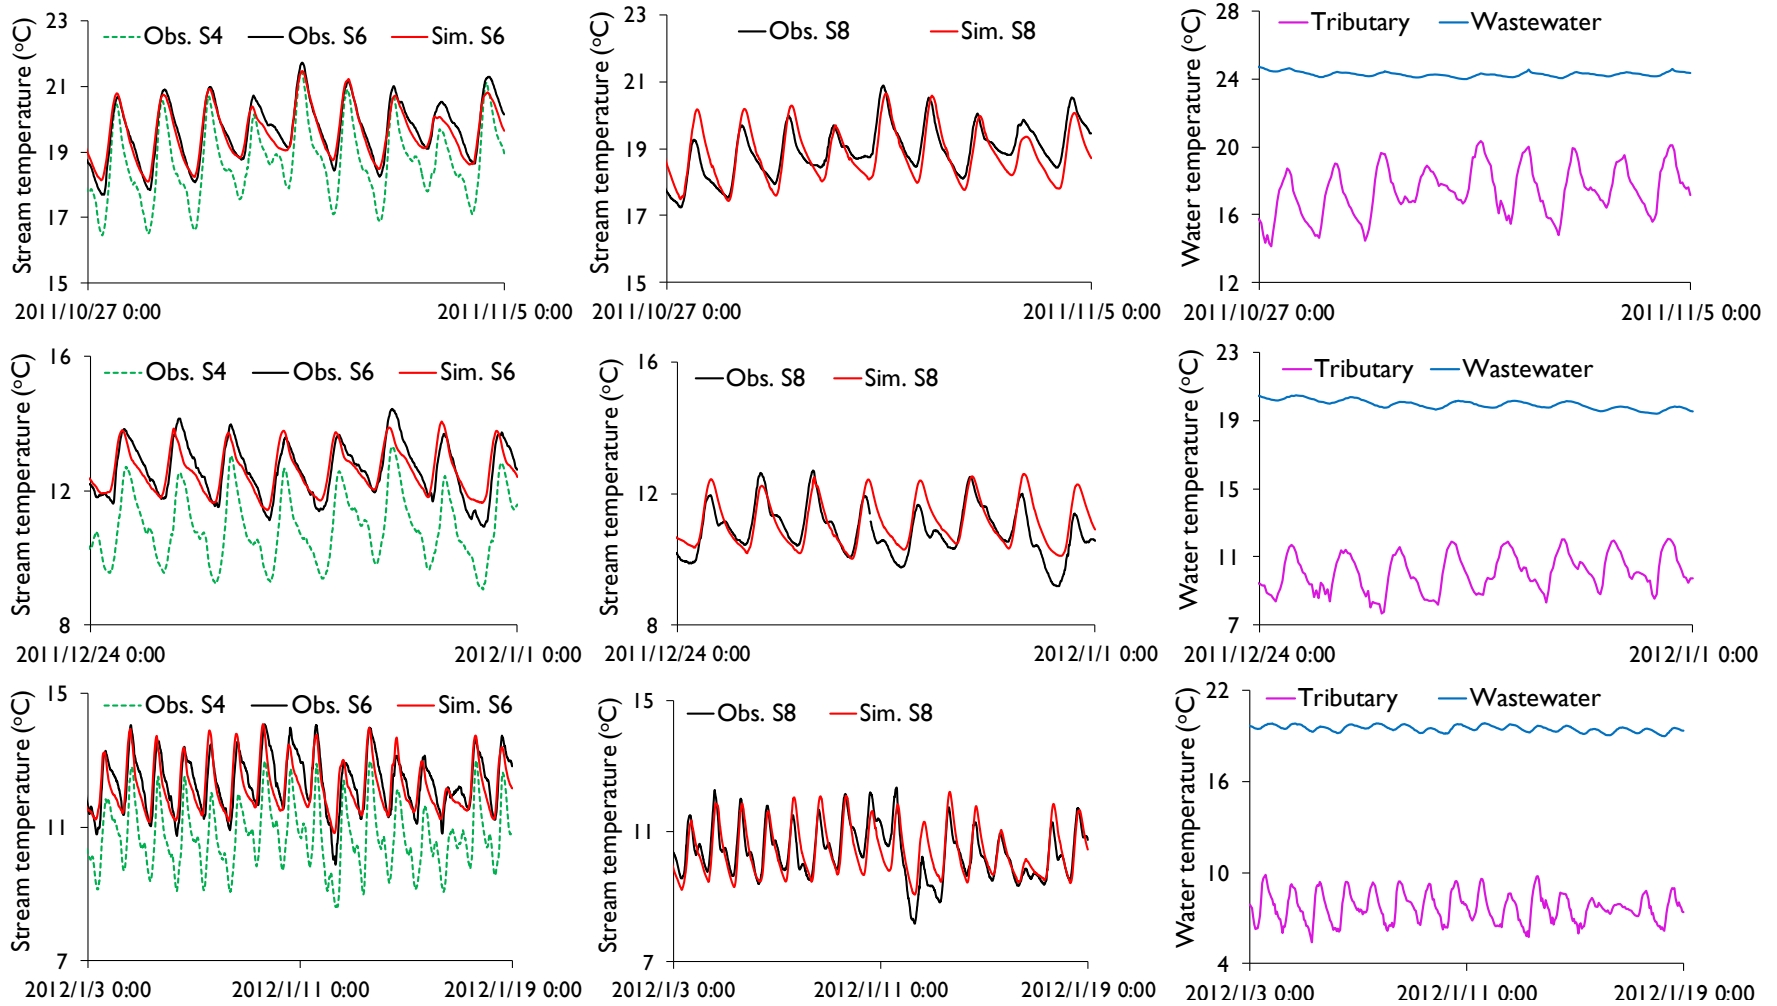 Stream temperature (°C)
23
21
19
17
15
Obs. S4 Obs. S6 Sim. S6
2011/10/27 0:00 2011/11/5 0:00
Stream temperature (°C)
23
21
19
17
15
Obs. S8 Sim. S8
2011/10/27 0:00 2011/11/5 0:00
Water temperature (°C)
28
24
20
16
12
Tributary Wastewater
2011/10/27 0:00 2011/11/5 0:00
Stream temperature (°C)
16
12
8
Obs. S4 Obs. S6 Sim. S6
2011/12/24 0:00 2012/1/1 0:00
Stream temperature (°C)
16
12
8
Obs. S8 Sim. S8
2011/12/24 0:00 2012/1/1 0:00
Water temperature (°C)
23
19
15
11
7
Tributary Wastewater
2011/12/24 0:00 2012/1/1 0:00
Stream temperature (°C)
15
11
7
Obs. S4 Obs. S6 Sim. S6
2012/1/3 0:00 2012/1/11 0:00 2012/1/19 0:00
Stream temperature (°C)
15
11
7
Obs. S8 Sim. S8
2012/1/3 0:00 2012/1/11 0:00 2012/1/19 0:00
Water temperature (°C)
22
16
10
4
Tributary Wastewater
2012/1/3 0:00 2012/1/11 0:00 2012/1/19 0:00